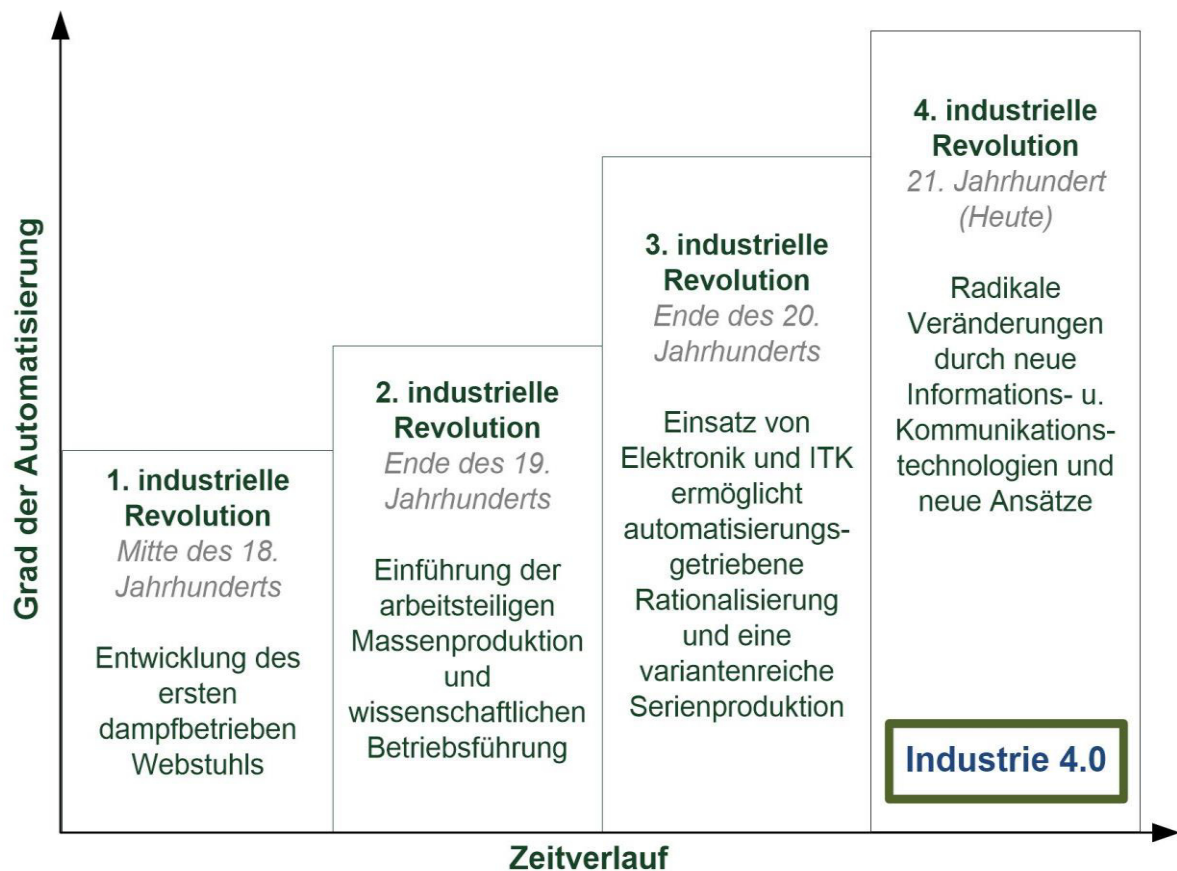 Grad der Automatisierung
1. industrielle
Revolution
Mitte des 18.
Jahrhunderts
Entwicklung des
ersten
dampfbetrieben
Webstuhls
2. industrielle
Revolution
Ende des 19.
Jahrhunderts
Einführung der
arbeitsteiligen
Massenproduktion
und
wissenschaftlichen
Betriebsführung
3. industrielle
Revolution
Ende des 20.
Jahrhunderts
Einsatz von
Elektronik und ITK
ermöglicht
automatisierungs-
getriebene
Rationalisierung
und eine
variantenreiche
Serienproduktion
4. industrielle
Revolution
21. Jahrhundert
(Heute)
Radikale
Veränderungen
durch neue
Informations- u.
Kommunikations-
technologien und
neue Ansätze
Industrie 4.0
Zeitverlauf